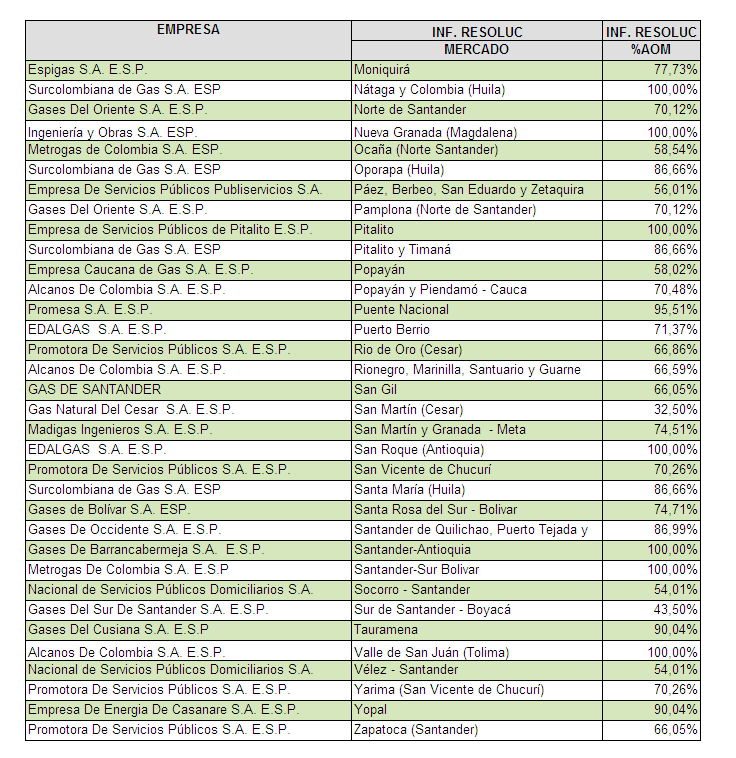 EMPRESA INF. RESOLUC INF. RESOLUC
MERCADO %AOM
Espigas S.A. E.S.P. Moniquirá 77,73%
Surcolombiana de Gas S.A. ESP Nátaga y Colombia (Huila) 100,00%
Gases Del Oriente S.A. E.S.P. Norte de Santander 70,12%
Ingeniería y Obras S.A. ESP. Nueva Granada (Magdalena) 100,00%
Metrogas de Colombia S.A. ESP. Ocaña (Norte Santander) 58,54%
Surcolombiana de Gas S.A. ESP Oporapa (Huila) 86,66%
Empresa De Servicios Públicos Publiservicios S.A. Páez, Berbeo, San Eduardo y Zetaquira 56,01%
Gases Del Oriente S.A. E.S.P. Pamplona (Norte de Santander) 70,12%
Empresa de Servicios Públicos de Pitalito E.S.P. Pitalito 100,00%
Surcolombiana de Gas S.A. ESP Pitalito y Timaná 86,66%
Empresa Caucana de Gas S.A. E.S.P. Popayán 58,02%
Alcanos De Colombia S.A. E.S.P. Popayán y Piendamó - Cauca 70,48%
Promesa S.A. E.S.P. Puente Nacional 95,51%
EDALGAS S.A. E.S.P. Puerto Berrio 71,37%
Promotora De Servicios Públicos S.A. E.S.P. Rio de Oro (Cesar) 66,86%
Alcanos De Colombia S.A. E.S.P. Rionegro, Marinilla, Santuario y Guarne 66,59%
GAS DE SANTANDER San Gil 66,05%
Gas Natural Del Cesar S.A. E.S.P. San Martín (Cesar) 32,50%
Madigas Ingenieros S.A. E.S.P. San Martín y Granada - Meta 74,51%
EDALGAS S.A. E.S.P. San Roque (Antioquia) 100,00%
Promotora De Servicios Públicos S.A. E.S.P. San Vicente de Chucurí 70,26%
Surcolombiana de Gas S.A. ESP Santa María (Huila) 86,66%
Gases de Bolívar S.A. ESP. Santa Rosa del Sur - Bolivar 74,71%
Gases De Occidente S.A. E.S.P. Santander de Quilichao, Puerto Tejada y 86,99%
Gases De Barrancabermeja S.A. E.S.P. Santander-Antioquia 100,00%
Metrogas De Colombia S.A. E.S.P Santander-Sur Bolivar 100,00%
Nacional de Servicios Públicos Domiciliarios S.A. Socorro - Santander 54,01%
Gases Del Sur De Santander S.A. E.S.P. Sur de Santander - Boyacá 43,50%
Gases Del Cusiana S.A. E.S.P Tauramena 90,04%
Alcanos De Colombia S.A. E.S.P. Valle de San Juán (Tolima) 100,00%
Nacional de Servicios Públicos Domiciliarios S.A. Vélez - Santander 54,01%
Promotora De Servicios Públicos S.A. E.S.P. Yarima (San Vicente de Chucurí) 70,26%
Empresa De Energia De Casanare S.A. E.S.P. Yopal 90,04%
Promotora De Servicios Públicos S.A. E.S.P. Zapatoca (Santander) 66,05%